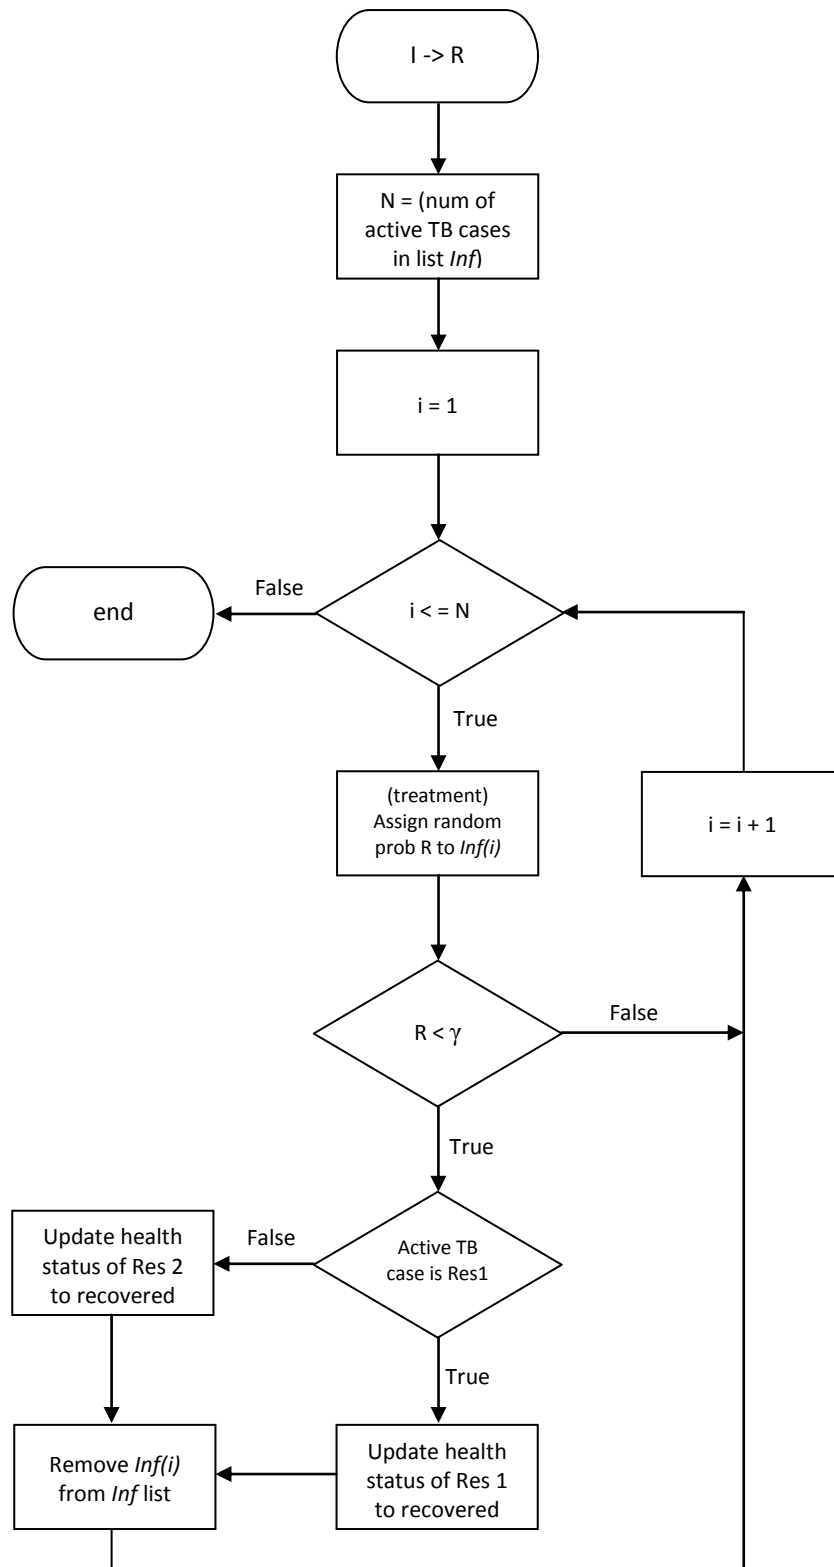 I -> R
N = (num of
active TB cases
in list Inf)
i = 1
False
end
i < = N
True
(treatment)
Assign random
prob R to Inf(i)
i = i + 1
R < γ
False
True
Update health
status of Res 2
to recovered
False
Active TB
case is Res1
True
Remove Inf(i)
from Inf list
Update health
status of Res 1
to recovered